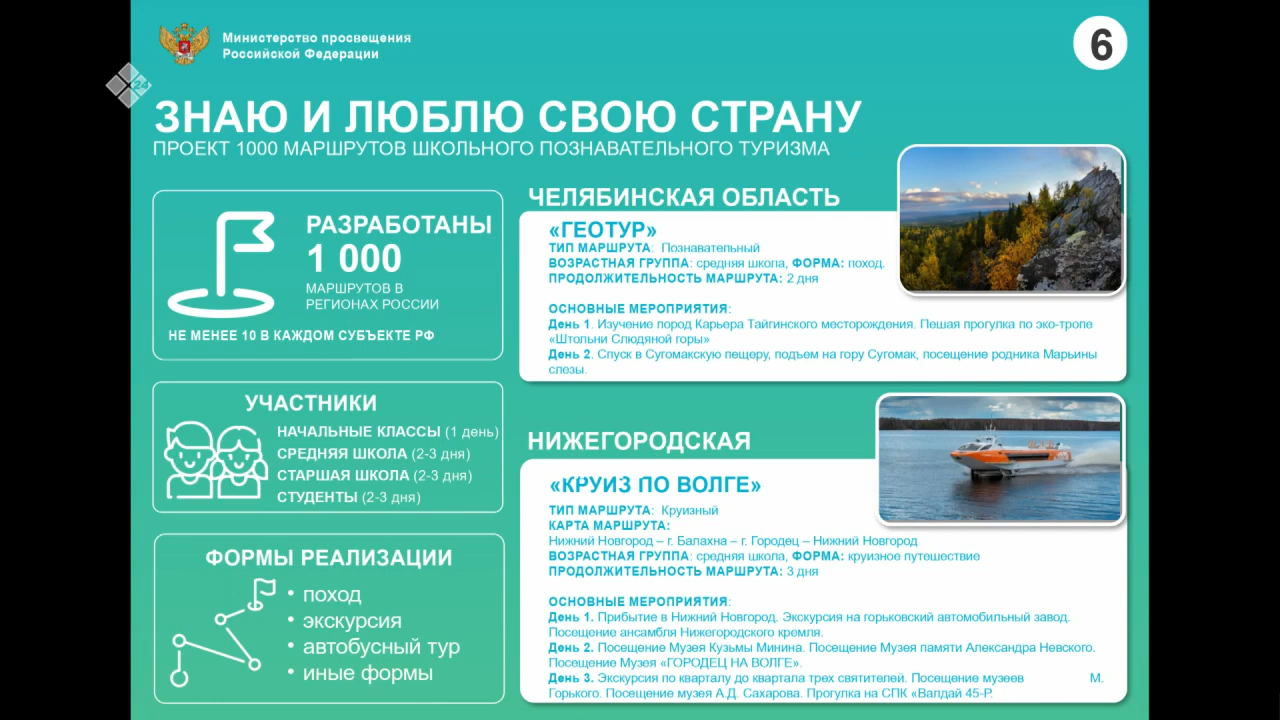 Министерство просвещения
Российской Федерации
6
24
ЗНАЮ И ЛЮБЛЮ СВОЮ СТРАНУ
ПРОЕКТ 1000 МАРШРУТОВ ШКОЛЬНОГО ПОЗНАВАТЕЛЬНОГО ТУРИЗМА
РАЗРАБОТАНЫ
1 000
МАРШРУТОВ В
РЕГИОНАХ РОССИИ
НЕ МЕНЕЕ 10 В КАЖДОМ СУБЪЕКТЕ РФ
УЧАСТНИКИ
НАЧАЛЬНЫЕ КЛАССЫ (1 день)
СРЕДНЯЯ ШКОЛА (2-3 дня)
СТАРШАЯ ШКОЛА (2-3 дня)
СТУДЕНТЫ (2-3 дня)
ФОРМЫ РЕАЛИЗАЦИИ
• поход
• экскурсия
• автобусный тур
• иные формы
ЧЕЛЯБИНСКАЯ ОБЛАСТЬ
«ГЕОТУР»
ТИП МАРШРУТА: Познавательный
ВОЗРАСТНАЯ ГРУППА: средняя школа, ФОРМА: поход.
ПРОДОЛЖИТЕЛЬНОСТЬ МАРШРУТА: 2 дня
ОСНОВНЫЕ МЕРОПРИЯТИЯ:
День 1. Изучение пород Карьера Тайгинского месторождения. Пешая прогулка по эко-тропе
«Штольни Слюдяной горы»
День 2. Спуск в Сугомакскую пещеру, подъем на гору Сугомак, посещение родника Марьины
слезы.
НИЖЕГОРОДСКАЯ
«КРУИЗ ПО ВОЛГЕ»
ТИП МАРШРУТА: Круизный
КАРТА МАРШРУТА:
Нижний Новгород – г. Балахна – г. Городец – Нижний Новгород
ВОЗРАСТНАЯ ГРУППА: средняя школа, ФОРМА: круизное путешествие
ПРОДОЛЖИТЕЛЬНОСТЬ МАРШРУТА: 3 дня
ОСНОВНЫЕ МЕРОПРИЯТИЯ:
День 1. Прибытие в Нижний Новгород. Экскурсия на горьковский автомобильный завод.
Посещение ансамбля Нижегородского кремля.
День 2. Посещение Музея Кузьмы Минина. Посещение Музея памяти Александра Невского.
Посещение Музея «ГОРОДЕЦ НА ВОЛГЕ».
День 3. Экскурсия по кварталу до квартала трех святителей. Посещение музеев М.
Горького. Посещение музея А.Д. Сахарова. Прогулка на СПК «Валдай 45-Р.